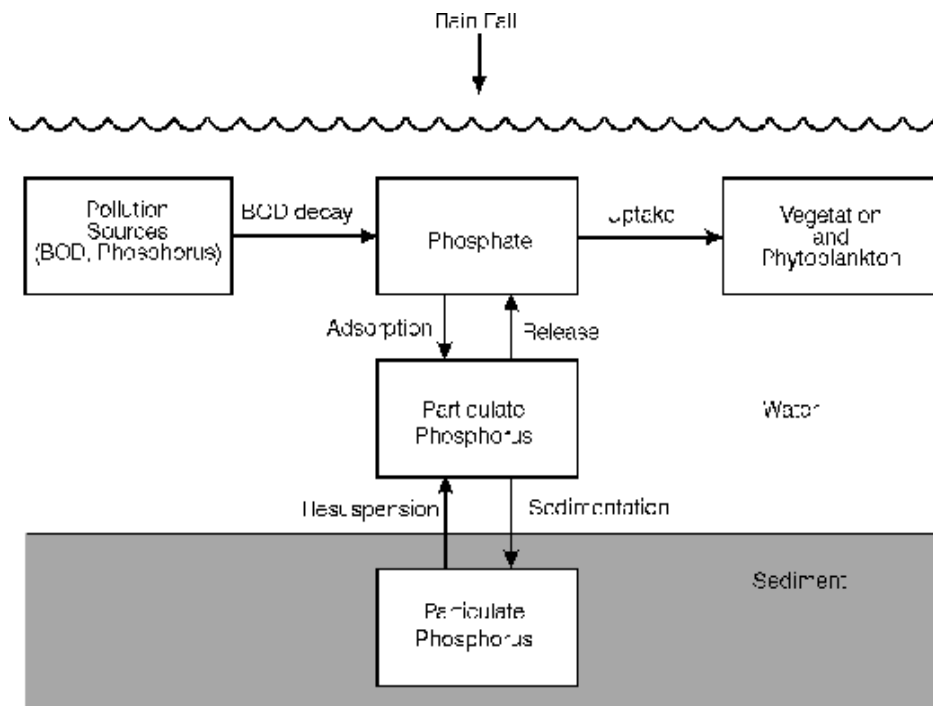 Rain Fall
Pollution
Sources
(BOD, Phosphorus)
BOD decay
Phosphate
Uptake
Vegetation
and
Phytoplankton
Adsorption
Release
Particulate
Phosphorus
Water
Resuspension
Sedimentation
Sediment
Particulate
Phosphorus